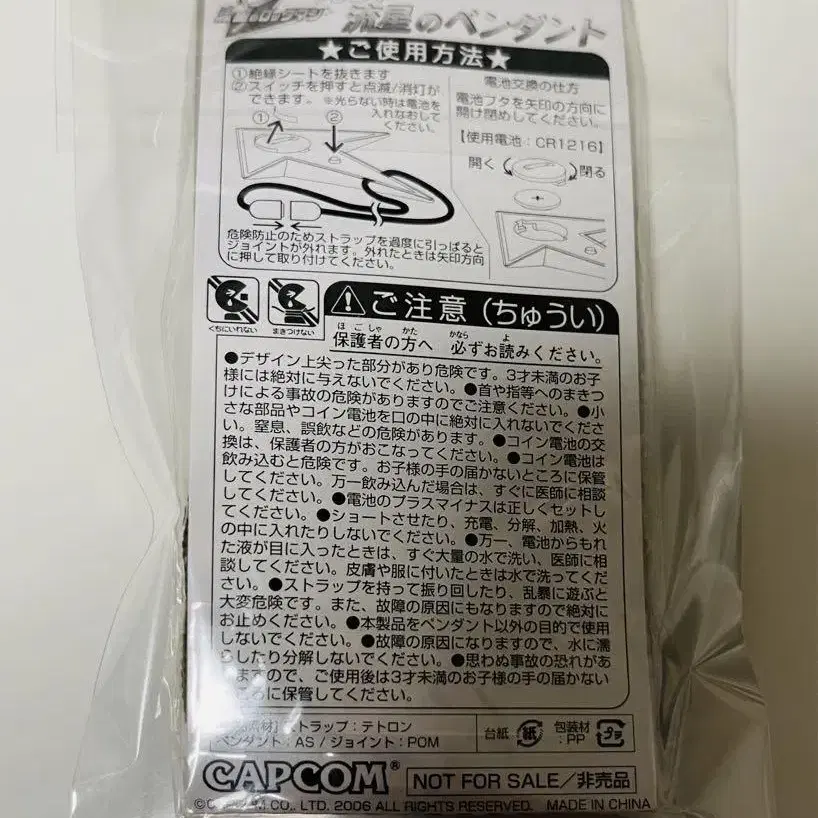 流星のペンダント
★ご使用方法★
①絶縁シートを抜きます
②スイッチを押すと点滅/消灯が
できます。 ※光らない時は電池を
入れなおして
ください。
① ②
電池交換の仕方
電池フタを矢印の方向に
開け閉めしてください。
【使用電池：CR1216】
開く 閉る
危険防止のためストラップを過度に引っぱると
ジョイントが外れます。外れたときは矢印方向
に押して取り付けてください。
くちにいれない
まきつけない
ご注意（ちゅうい）
ほごしゃ かた かなら よ
保護者の方へ 必ずお読みください。
●デザイン上尖った部分があり危険です。3才未満のお子
様には絶対に与えないでください。●首や指等へのまきつ
けによる事故の危険がありますのでご注意ください。●小
さな部品やコイン電池を口の中に絶対に入れないでくださ
い。窒息、誤飲などの危険があります。●コイン電池の交
換は、保護者の方がおこなってください。●コイン電池は
飲み込むと危険です。お子様の手の届かないところに保管
してください。万一飲み込んだ場合は、すぐに医師に相談
してください。●電池のプラスマイナスは正しくセットし
てください。●ショートさせたり、充電、分解、加熱、火
の中に入れたりしないでください。●万一、電池からもれ
た液が目に入ったときは、すぐ大量の水で洗い、医師に相
談してください。皮膚や服に付いたときは水で洗ってくだ
さい。●ストラップを持って振り回したり、乱暴に遊ぶと
大変危険です。また、故障の原因にもなりますので絶対に
お止めください。●本製品をペンダント以外の目的で使用
しないでください。●故障の原因になりますので、水に濡
らしたり分解しないでください。●思わぬ事故の恐れがあ
ますので、ご使用後は3才未満のお子様の手の届かない
ころに保管してください。
材】ストラップ：テトロン
ペンダント：AS / ジョイント：POM
台紙 紙 包装材 :PP プラ
CAPCOM® NOT FOR SALE／非売品
CO., LTD. 2006 ALL RIGHTS RESERVED. MADE IN CHINA